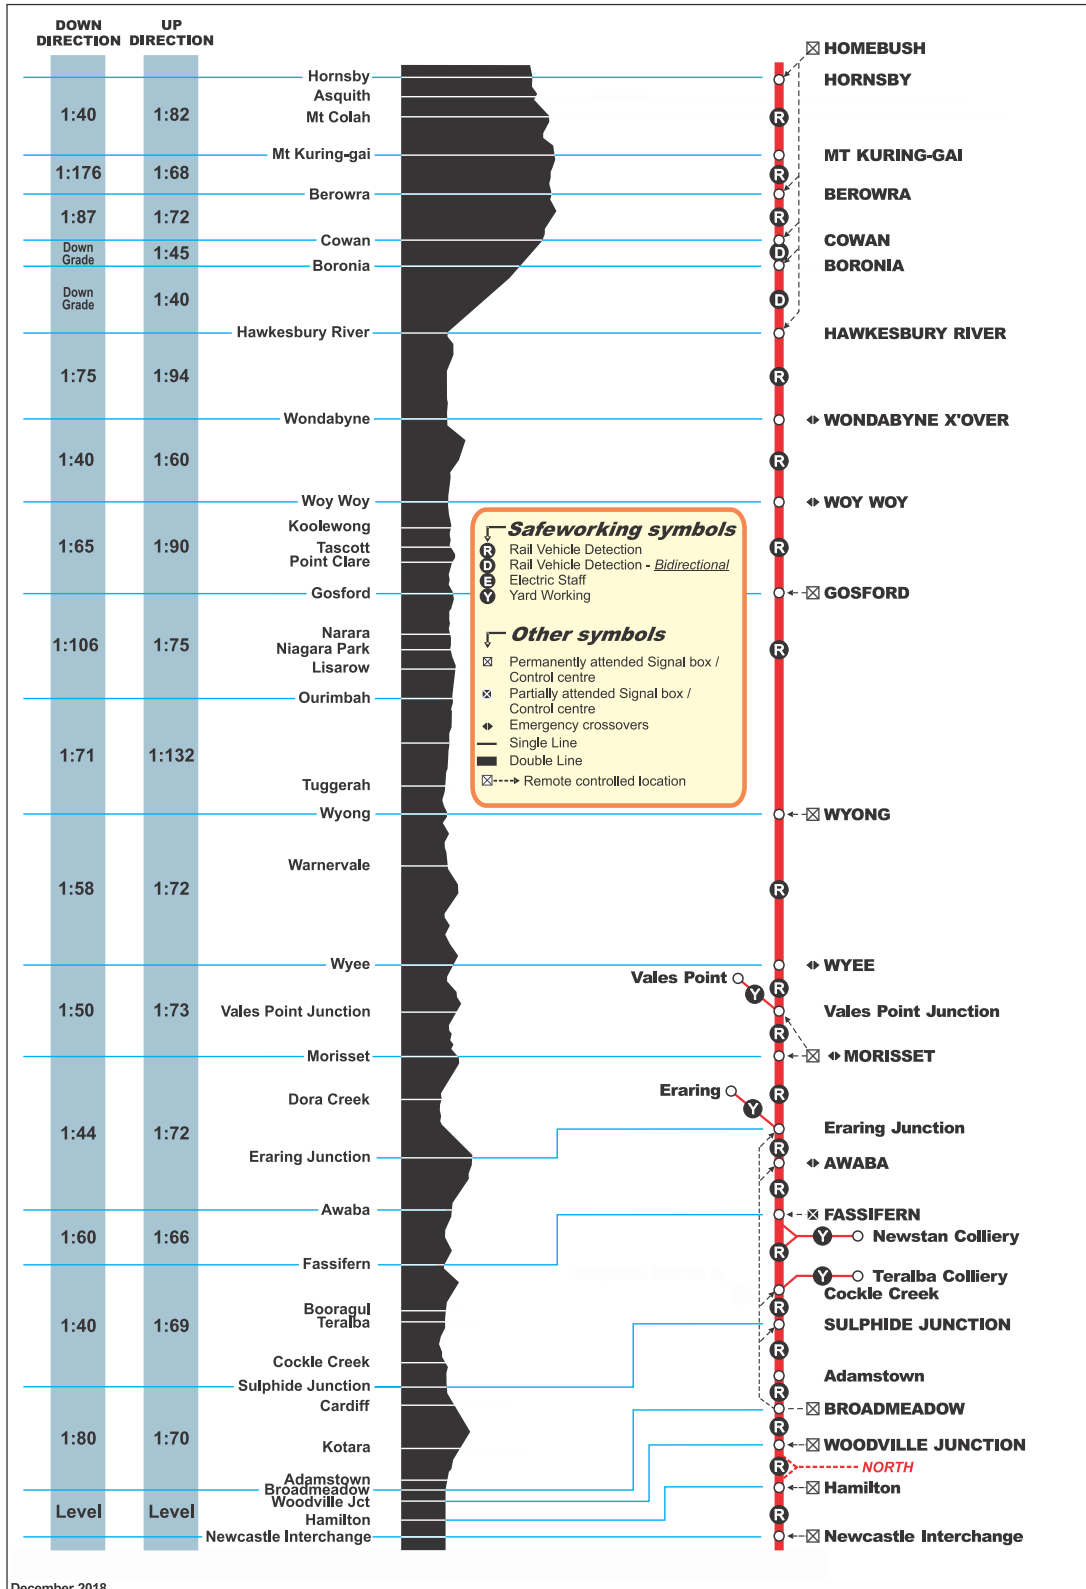 DOWN DIRECTION
UP DIRECTION
HOMEBUSH
Hornsby
HORNSBY
Asquith
1:40
1:82
Mt Colah
R
Mt Kuring-gai
MT KURING-GAI
1:176
1:68
R
Berowra
BEROWRA
1:87
1:72
R
Cowan
COWAN
Down Grade
1:45
D
Boronia
BORONIA
Down Grade
1:40
D
Hawkesbury River
HAWKESBURY RIVER
1:75
1:94
R
Wondabyne
WONDABYNE X'OVER
1:40
1:60
R
Woy Woy
WOY WOY
Koolewong
1:65
1:90
Tascott
R
Point Clare
Safeworking symbols
R Rail Vehicle Detection
D Rail Vehicle Detection - Bidirectional
E Electric Staff
Y Yard Working
Gosford
GOSFORD
Narara
1:106
1:75
Niagara Park
R
Lisarow
Other symbols
Permanently attended Signal box /
Control centre
Partially attended Signal box /
Control centre
Emergency crossovers
Single Line
Double Line
Remote controlled location
Ourimbah
1:71
1:132
Tuggerah
Wyong
WYONG
Warnervale
1:58
1:72
R
Wyee
WYEE
Vales Point
Y
R
1:50
1:73
Vales Point Junction
Vales Point Junction
R
Morisset
MORISSET
Eraring
R
Dora Creek
Y
1:44
1:72
Eraring Junction
Eraring Junction
R
AWABA
R
Awaba
FASSIFERN
1:60
1:66
Y
Newstan Colliery
R
Fassifern
Y
Teralba Colliery
Cockle Creek
Booragul
R
1:40
1:69
Teralba
SULPHIDE JUNCTION
R
Cockle Creek
Adamstown
Sulphide Junction
R
Cardiff
BROADMEADOW
R
1:80
1:70
Kotara
WOODVILLE JUNCTION
R
NORTH
Adamstown
Broadmeadow
Hamilton
Woodville Jct
Level
Level
R
Hamilton
Newcastle Interchange
Newcastle Interchange
December 2018